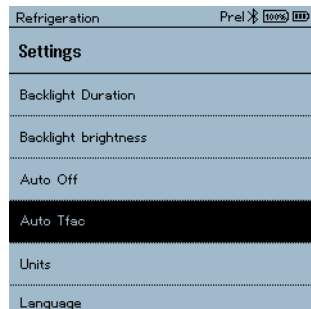 Refrigeration Prel 100%
Settings
Backlight Duration
Backlight brightness
Auto Off
Auto Tfac
Units
Language